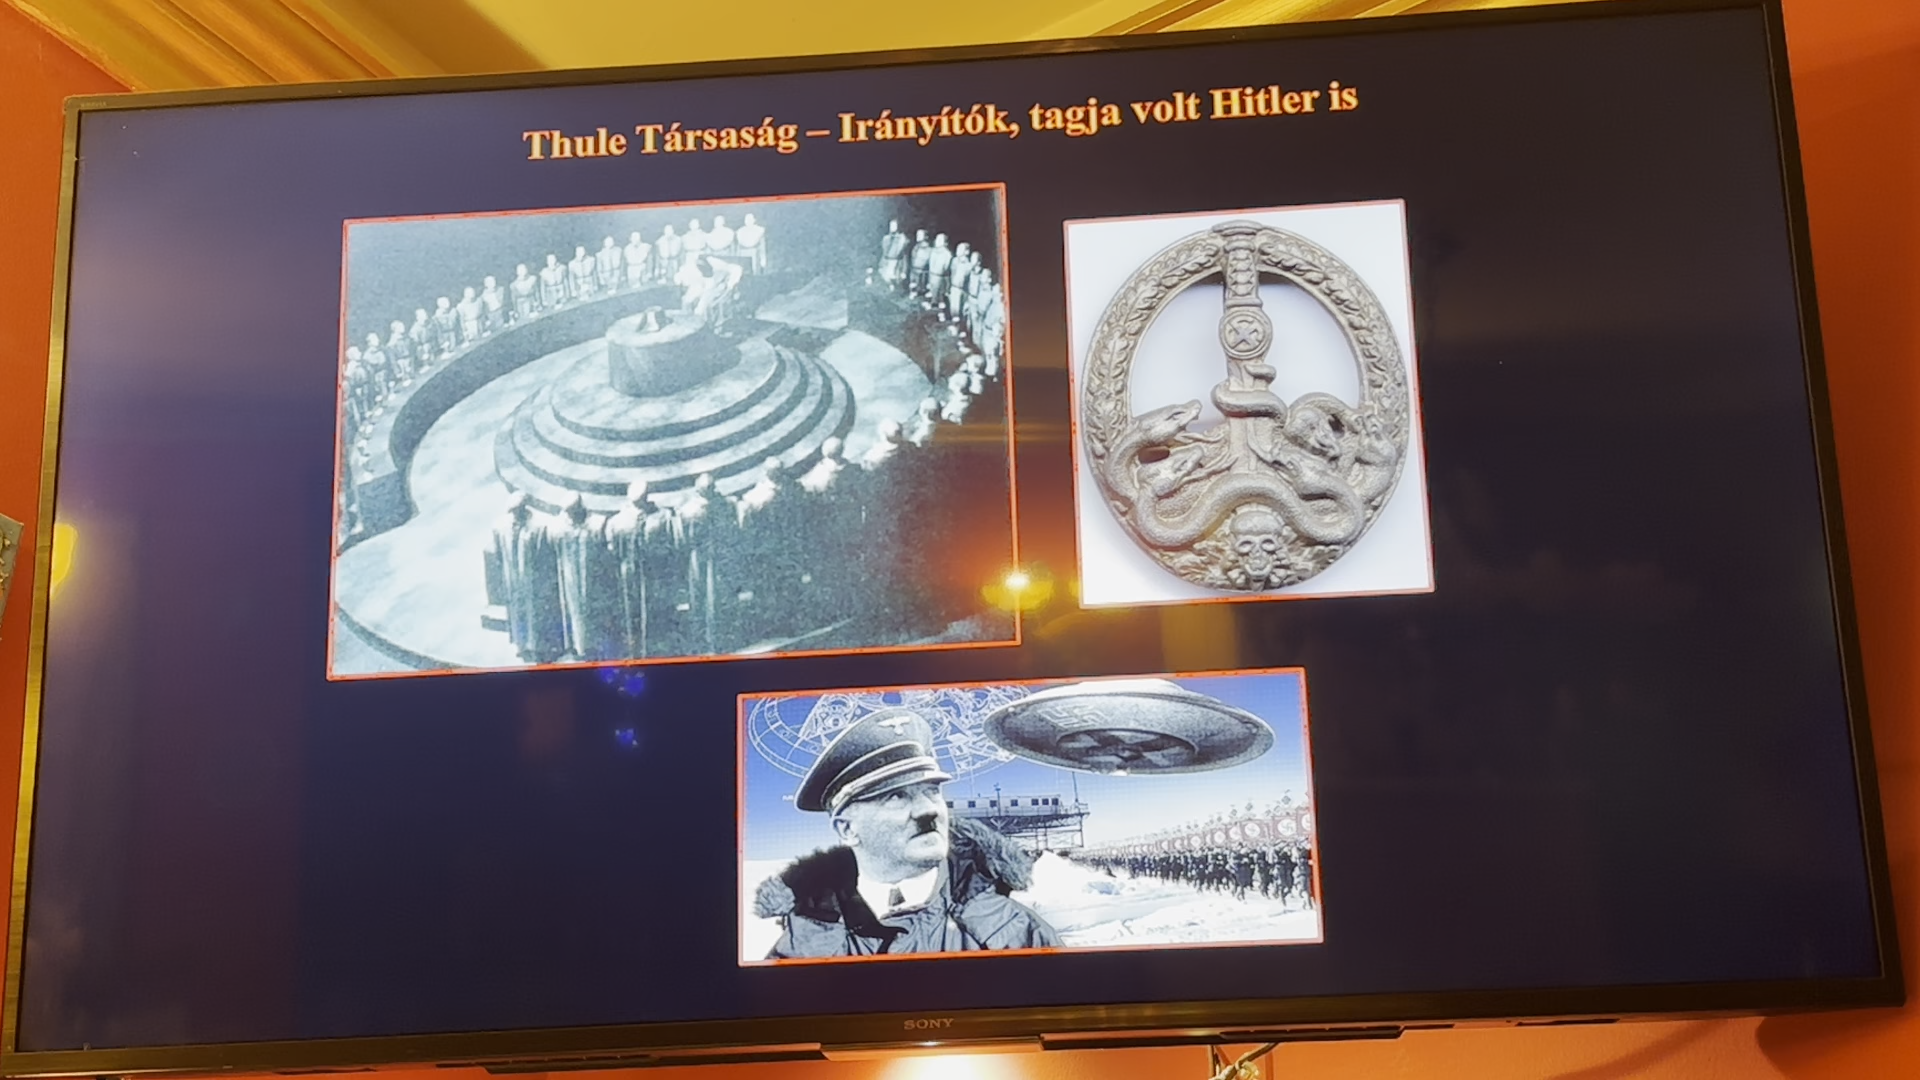 Thule Társaság – Irányítók, tagja volt Hitler is
SONY